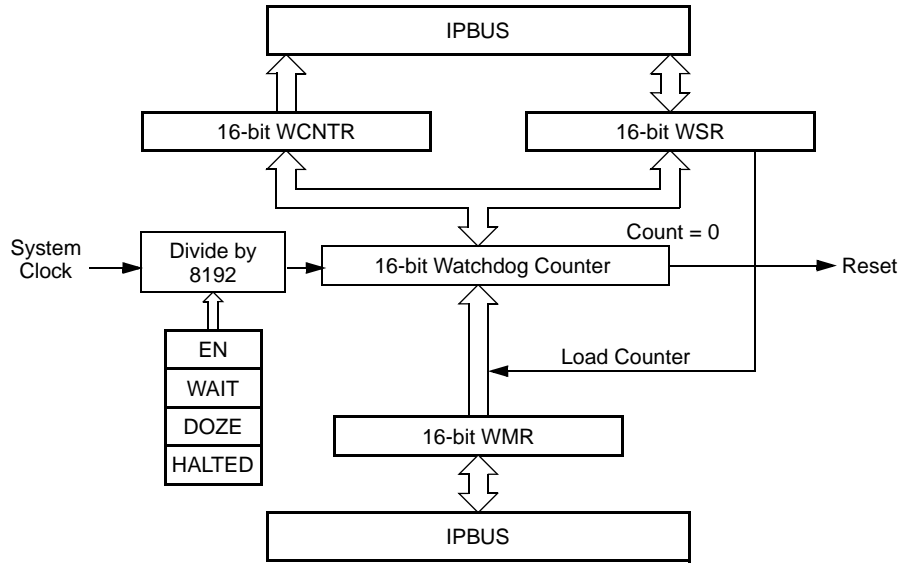 IPBUS
16-bit WCNTR
16-bit WSR
Count = 0
System
Clock
Divide by
8192
16-bit Watchdog Counter
Reset
EN
WAIT
DOZE
HALTED
Load Counter
16-bit WMR
IPBUS